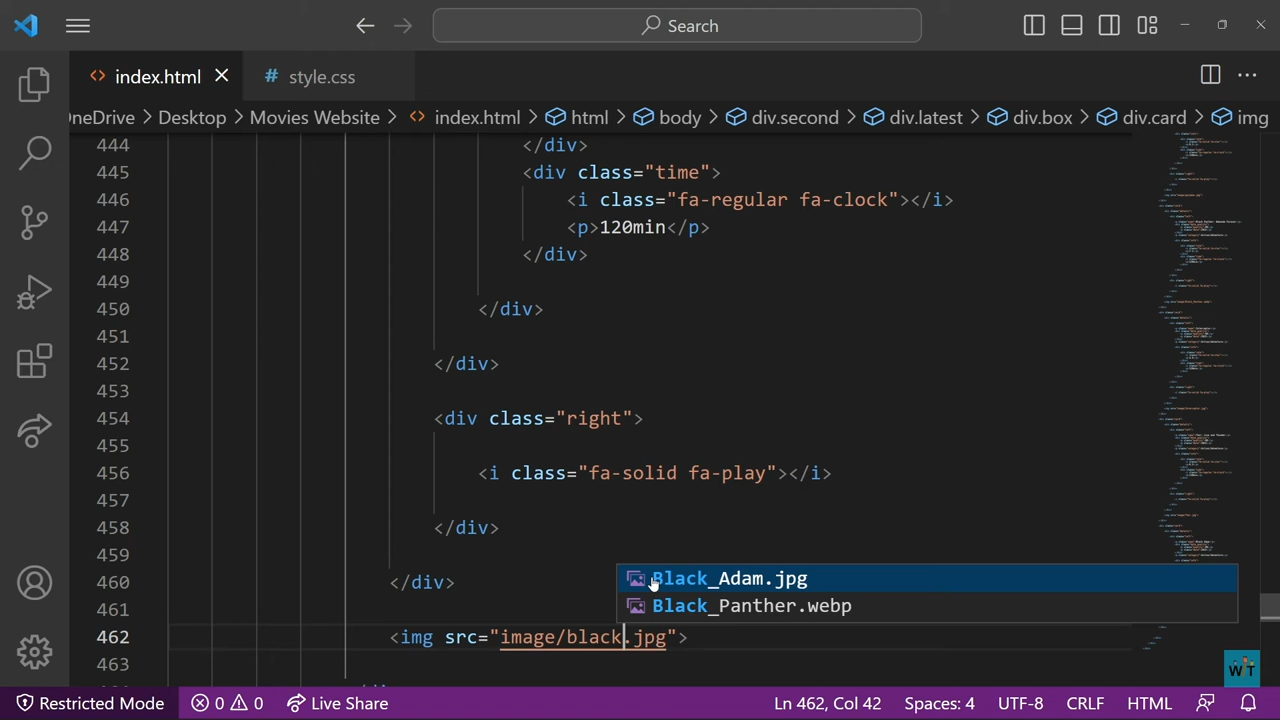 Search
index.html
# style.css
OneDrive > Desktop > Movies Website > index.html > html > body > div.second > div.latest > div.box > div.card > img
444 </div>
445 <div class="time">
446 <i class="fa-regular fa-clock"></i>
447 <p>120min</p>
448 </div>
449
450 </div>
451
452 </div>
453
454 <div class="right">
455
456 class="fa-solid fa-play"></i>
457
458 </div>
459
460 </div>
Black_Adam.jpg
461
Black_Panther.webp
462 <img src="image/black.jpg">
463
WT
Restricted Mode 0 0 Live Share Ln 462, Col 42 Spaces: 4 UTF-8 CRLF HTML